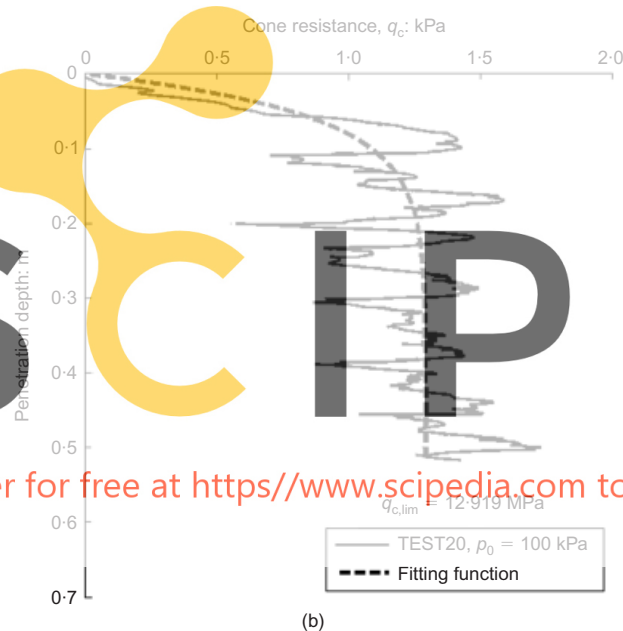 Cone resistance, qc: kPa
0 0·5 1·0 1·5 2·0
0
0·1
0·2
0·3
0·4
0·5
0·6
0·7
Penetration depth: m
SCIP
er for free at https//www.scipedia.com to
qc,lim = 12·919 MPa
TEST20, p0 = 100 kPa
Fitting function
(b)